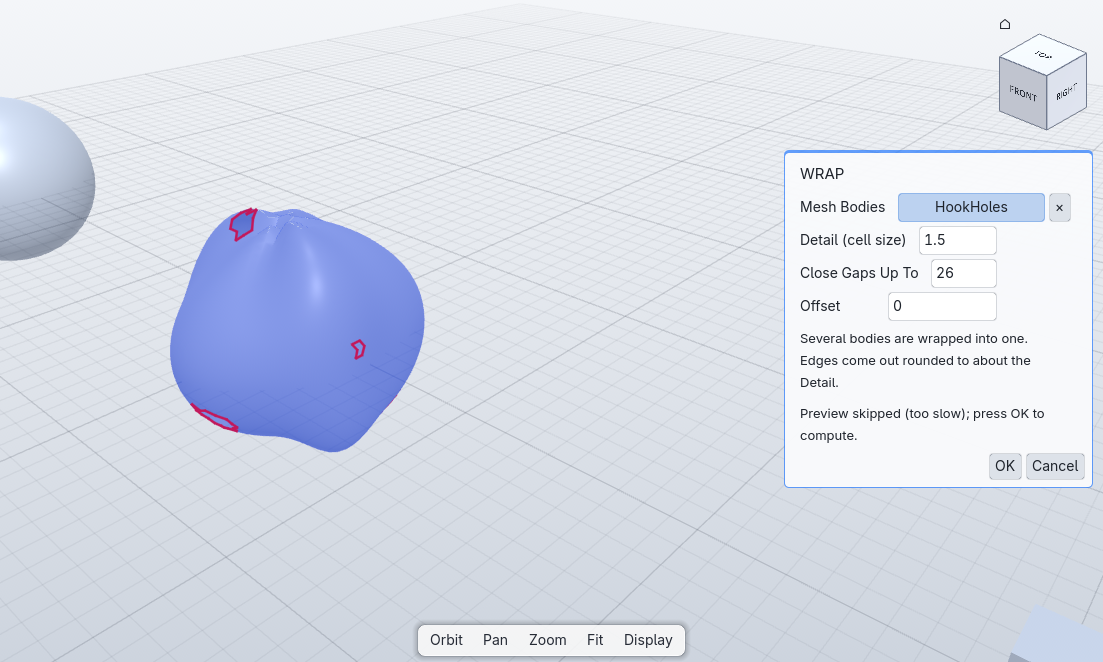 TOP
FRONT
RIGHT
WRAP
Mesh Bodies HookHoles ×
Detail (cell size) 1.5
Close Gaps Up To 26
Offset 0
Several bodies are wrapped into one.
Edges come out rounded to about the
Detail.
Preview skipped (too slow); press OK to
compute.
OK Cancel
Orbit Pan Zoom Fit Display